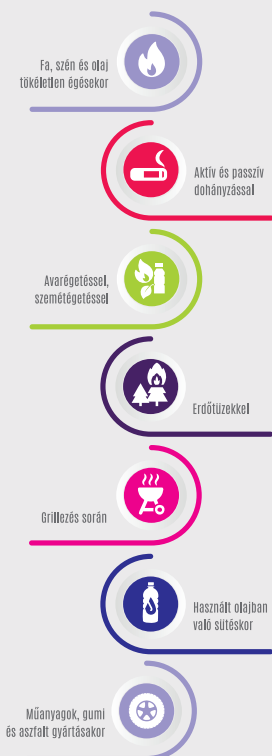 Fa, szén és olaj
tökéletlen égésekor
Aktív és passzív
dohányzással
Avarégetéssel,
szemétégetéssel
Erdőtüzekkel
Grillezés során
Használt olajban
való sütéskor
Műanyagok, gumi
és aszfalt gyártásakor